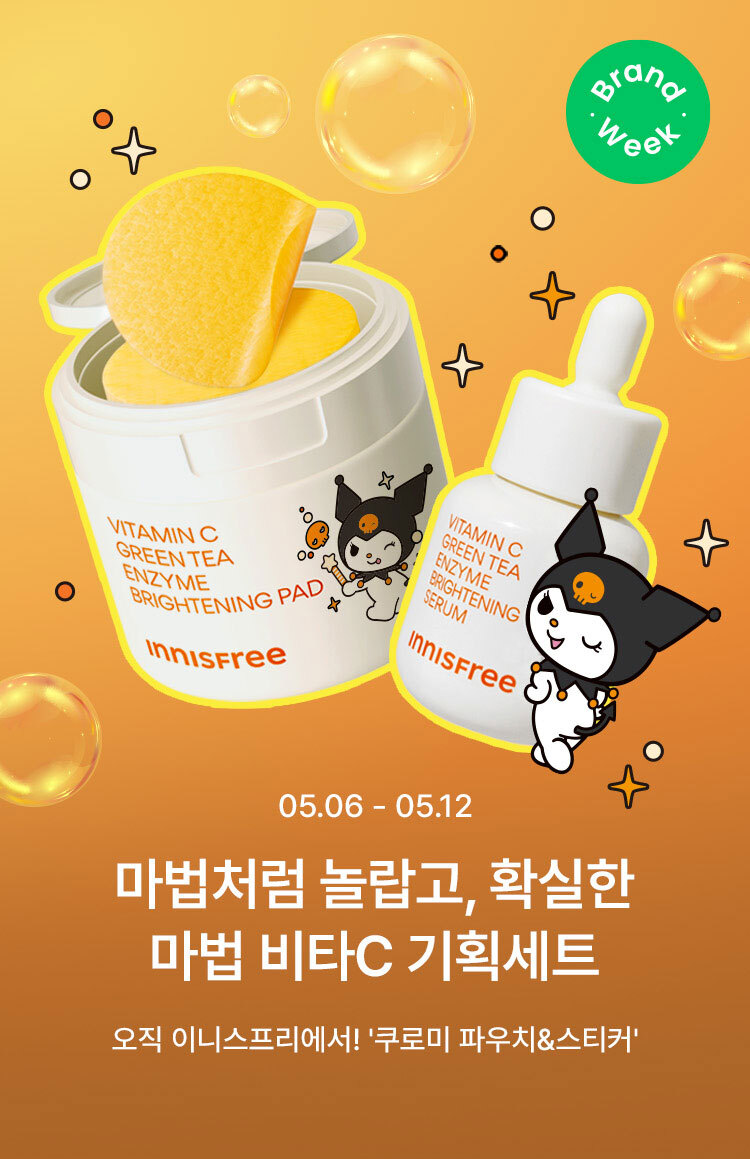 Brand
Week
VITAMIN C
GREEN TEA
ENZYME
BRIGHTENING PAD
INNISFree
VITAMIN C
GREEN TEA
ENZYME
BRIGHTENING
SERUM
INNISFree
05.06 - 05.12
마법처럼 놀랍고, 확실한
마법 비타C 기획세트
오직 이니스프리에서! '쿠로미 파우치&스티커'